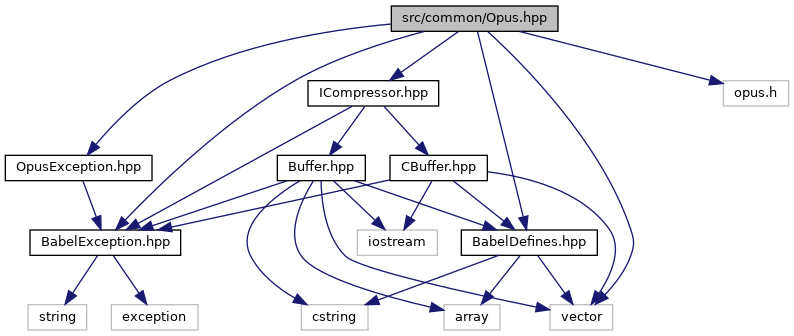 src/common/Opus.hpp
ICompressor.hpp
opus.h
OpusException.hpp
Buffer.hpp
CBuffer.hpp
BabelException.hpp
iostream
BabelDefines.hpp
string
exception
cstring
array
vector